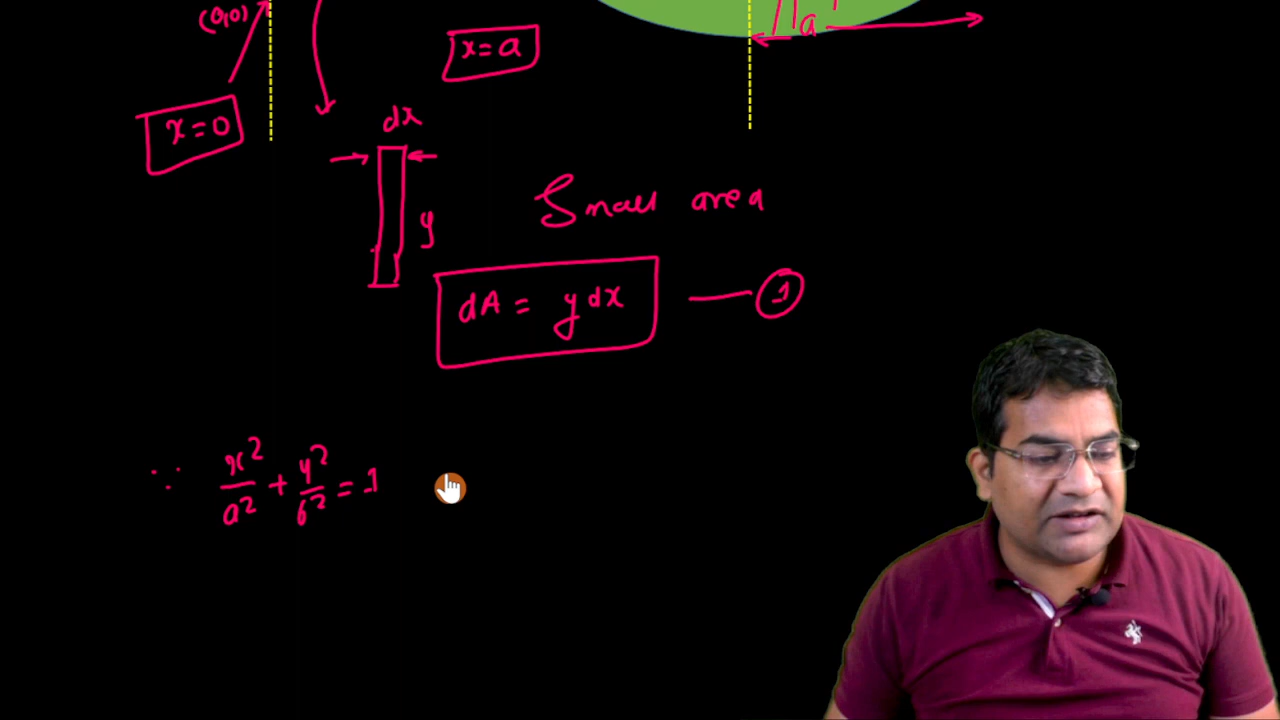 (0,0)
a
x=a
x=0
dx
y
Small area
dA = y dx — ①
∵ x²/a² + y²/b² = 1